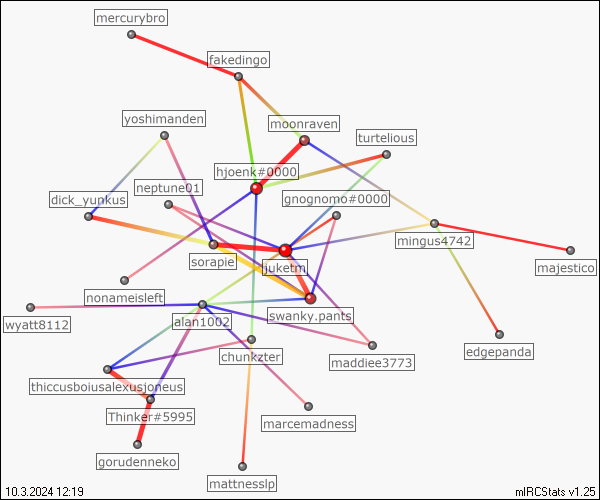 mercurybro
fakedingo
yoshimanden
moonraven
turtelious
hjoenk#0000
neptune01
dick_yunkus
gnognomo#0000
mingus4742
sorapie
juketm
majestico
nonameisleft
swanky.pants
wyatt8112
alan1002
chunkzter
maddiee3773
edgepanda
thiccusboiusalexusjoneus
Thinker#5995
marcemadness
gorudenneko
mattnesslp
10.3.2024 12:19
mIRCStats v1.25